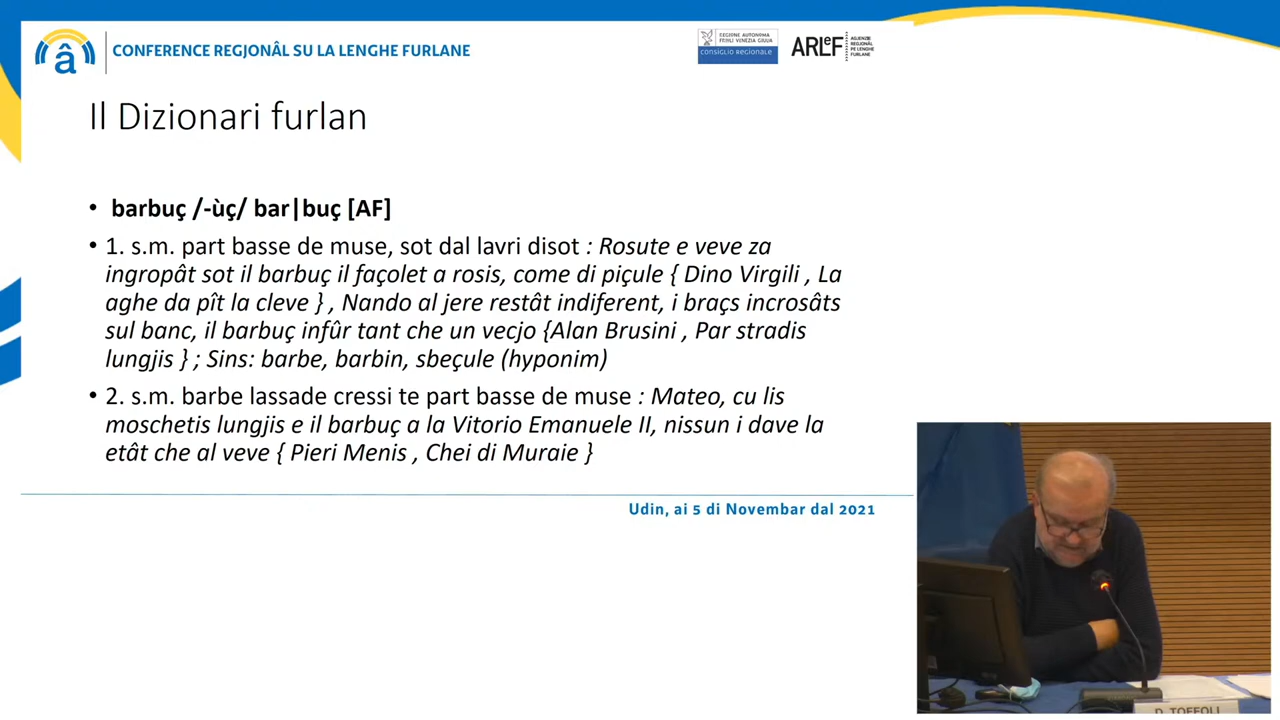 â
CONFERENCE REGJONÂL SU LA LENGHE FURLANE
REGIONE AUTONOMA
FRIULI VENEZIA GIULIA
CONSIGLIO REGIONALE
ARLeF
AGJENZIE
REGJONÂL
PE LENGHE
FURLANE
Il Dizionari furlan
• barbuç /-ùç/ bar|buç [AF]
• 1. s.m. part basse de muse, sot dal lavri disot : Rosute e veve za
ingropât sot il barbuç il façolet a rosis, come di piçule { Dino Virgili , La
aghe da pît la cleve } , Nando al jere restât indiferent, i braçs incrosâts
sul banc, il barbuç infûr tant che un vecjo {Alan Brusini , Par stradis
lungjis } ; Sins: barbe, barbin, sbeçule (hyponim)
• 2. s.m. barbe lassade cressi te part basse de muse : Mateo, cu lis
moschetis lungjis e il barbuç a la Vitorio Emanuele II, nissun i dave la
etât che al veve { Pieri Menis , Chei di Muraie }
Udin, ai 5 di Novembar dal 2021
D. TOFFOLI